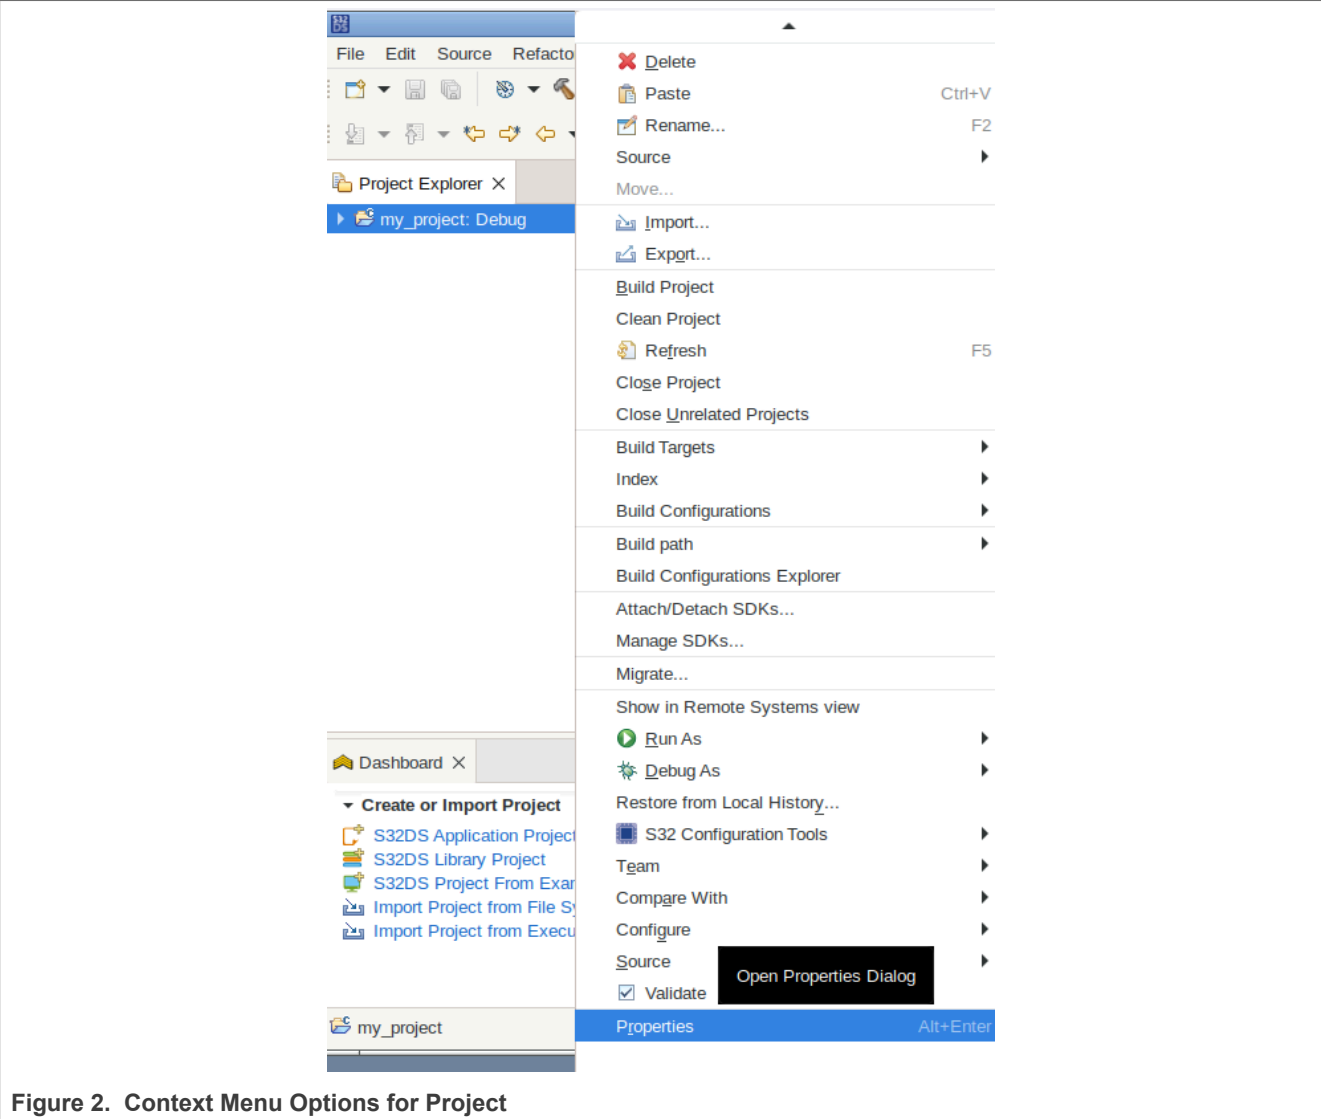 S32
DS
File Edit Source Refacto
Project Explorer
my_project: Debug
Delete
Paste Ctrl+V
Rename... F2
Source
Move...
Import...
Export...
Build Project
Clean Project
Refresh F5
Close Project
Close Unrelated Projects
Build Targets
Index
Build Configurations
Build path
Build Configurations Explorer
Attach/Detach SDKs...
Manage SDKs...
Migrate...
Show in Remote Systems view
Run As
Debug As
Restore from Local History...
S32 Configuration Tools
Team
Compare With
Configure
Source
Validate
Open Properties Dialog
Properties Alt+Enter
Dashboard
Create or Import Project
S32DS Application Project
S32DS Library Project
S32DS Project From Exar
Import Project from File Sy
Import Project from Execu
my_project
Figure 2. Context Menu Options for Project